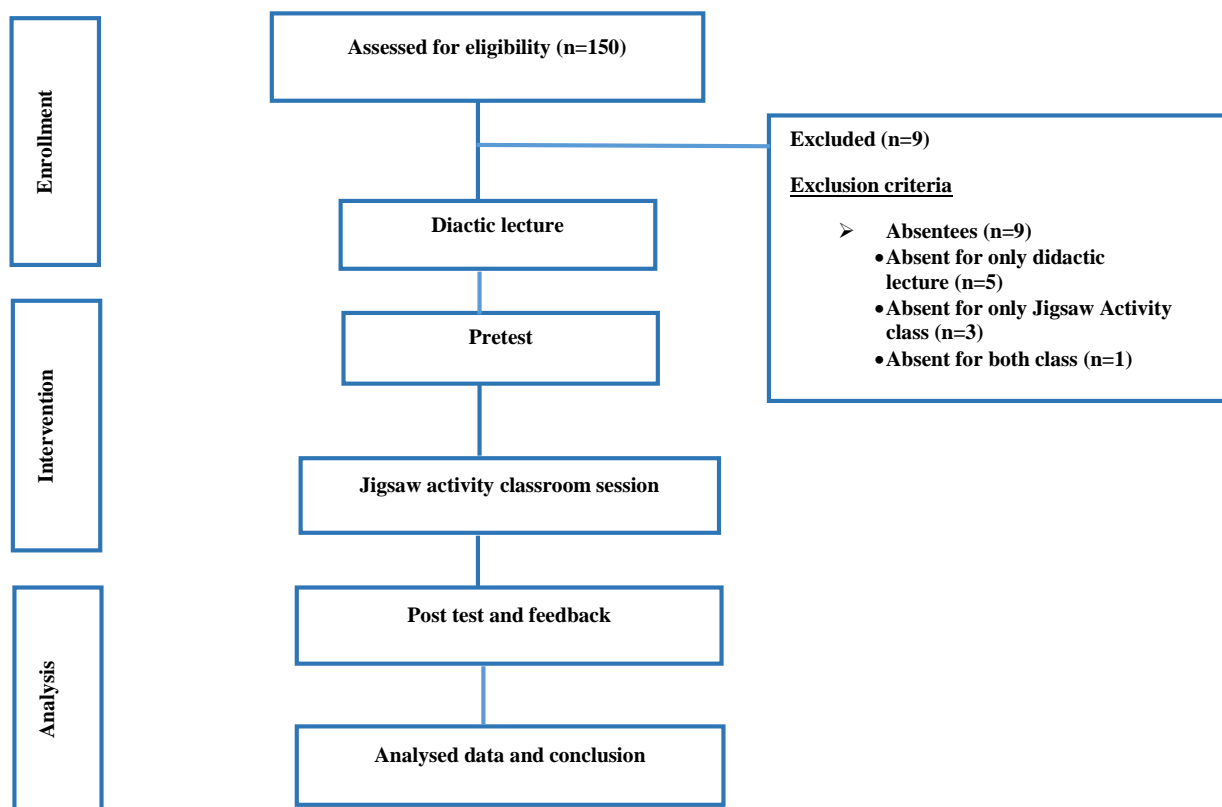 Enrollment
Assessed for eligibility (n=150)
Excluded (n=9)
Exclusion criteria
➢ Absentees (n=9)
•Absent for only didactic
lecture (n=5)
•Absent for only Jigsaw Activity
class (n=3)
•Absent for both class (n=1)
Diactic lecture
Intervention
Pretest
Jigsaw activity classroom session
Analysis
Post test and feedback
Analysed data and conclusion